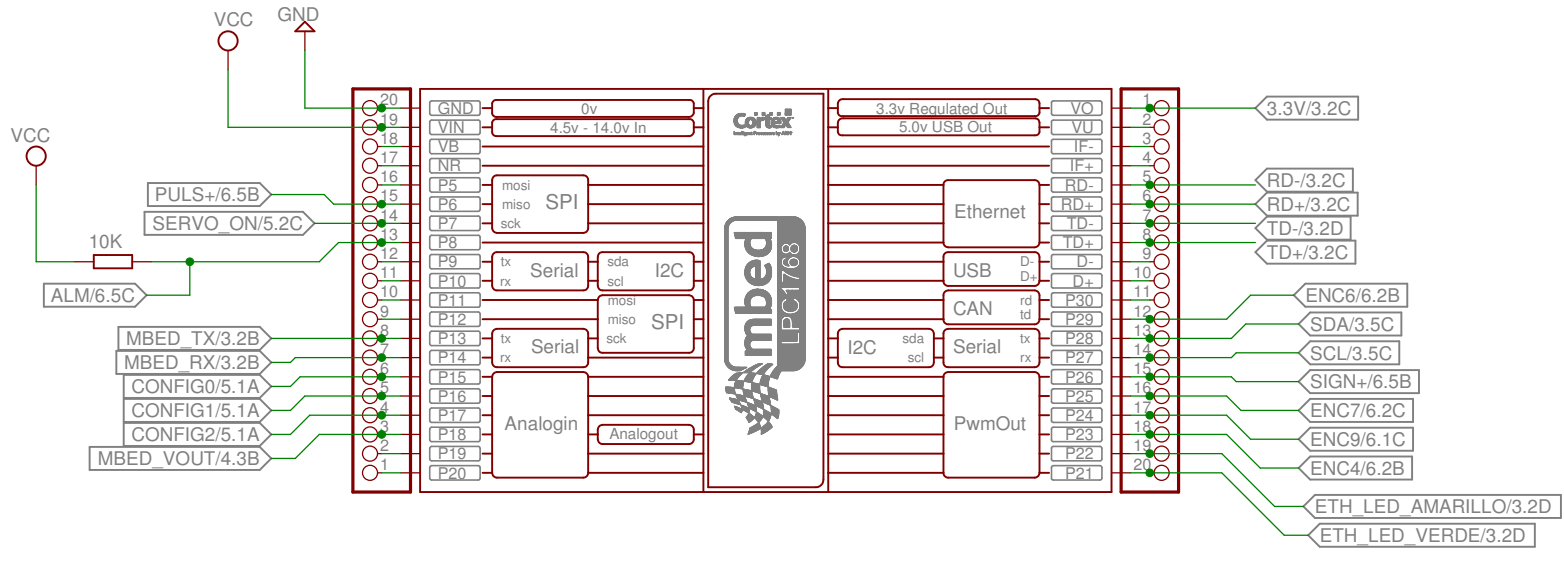 VCC
GND
VCC
10K
PULS+/6.5B
SERVO_ON/5.2C
ALM/6.5C
MBED_TX/3.2B
MBED_RX/3.2B
CONFIG0/5.1A
CONFIG1/5.1A
CONFIG2/5.1A
MBED_VOUT/4.3B
20
19
18
17
16
15
14
13
12
11
10
9
8
7
6
5
4
3
2
1
GND
VIN
VB
NR
P5
P6
P7
P8
P9
P10
P11
P12
P13
P14
P15
P16
P17
P18
P19
P20
0v
4.5v - 14.0v In
mosi
miso
sck
SPI
tx
rx
Serial
sda
scl
I2C
mosi
miso
sck
SPI
tx
rx
Serial
Analogin
Analogout
Cortex
Intelligent Processors by ARM
mbed
LPC1768
3.3v Regulated Out
5.0v USB Out
Ethernet
USB
D-
D+
CAN
rd
td
I2C
sda
scl
Serial
tx
rx
PwmOut
VO
VU
IF-
IF+
RD-
RD+
TD-
TD+
D-
D+
P30
P29
P28
P27
P26
P25
P24
P23
P22
P21
1
2
3
4
5
6
7
8
9
10
11
12
13
14
15
16
17
18
19
20
3.3V/3.2C
RD-/3.2C
RD+/3.2C
TD-/3.2D
TD+/3.2C
ENC6/6.2B
SDA/3.5C
SCL/3.5C
SIGN+/6.5B
ENC7/6.2C
ENC9/6.1C
ENC4/6.2B
ETH_LED_AMARILLO/3.2D
ETH_LED_VERDE/3.2D